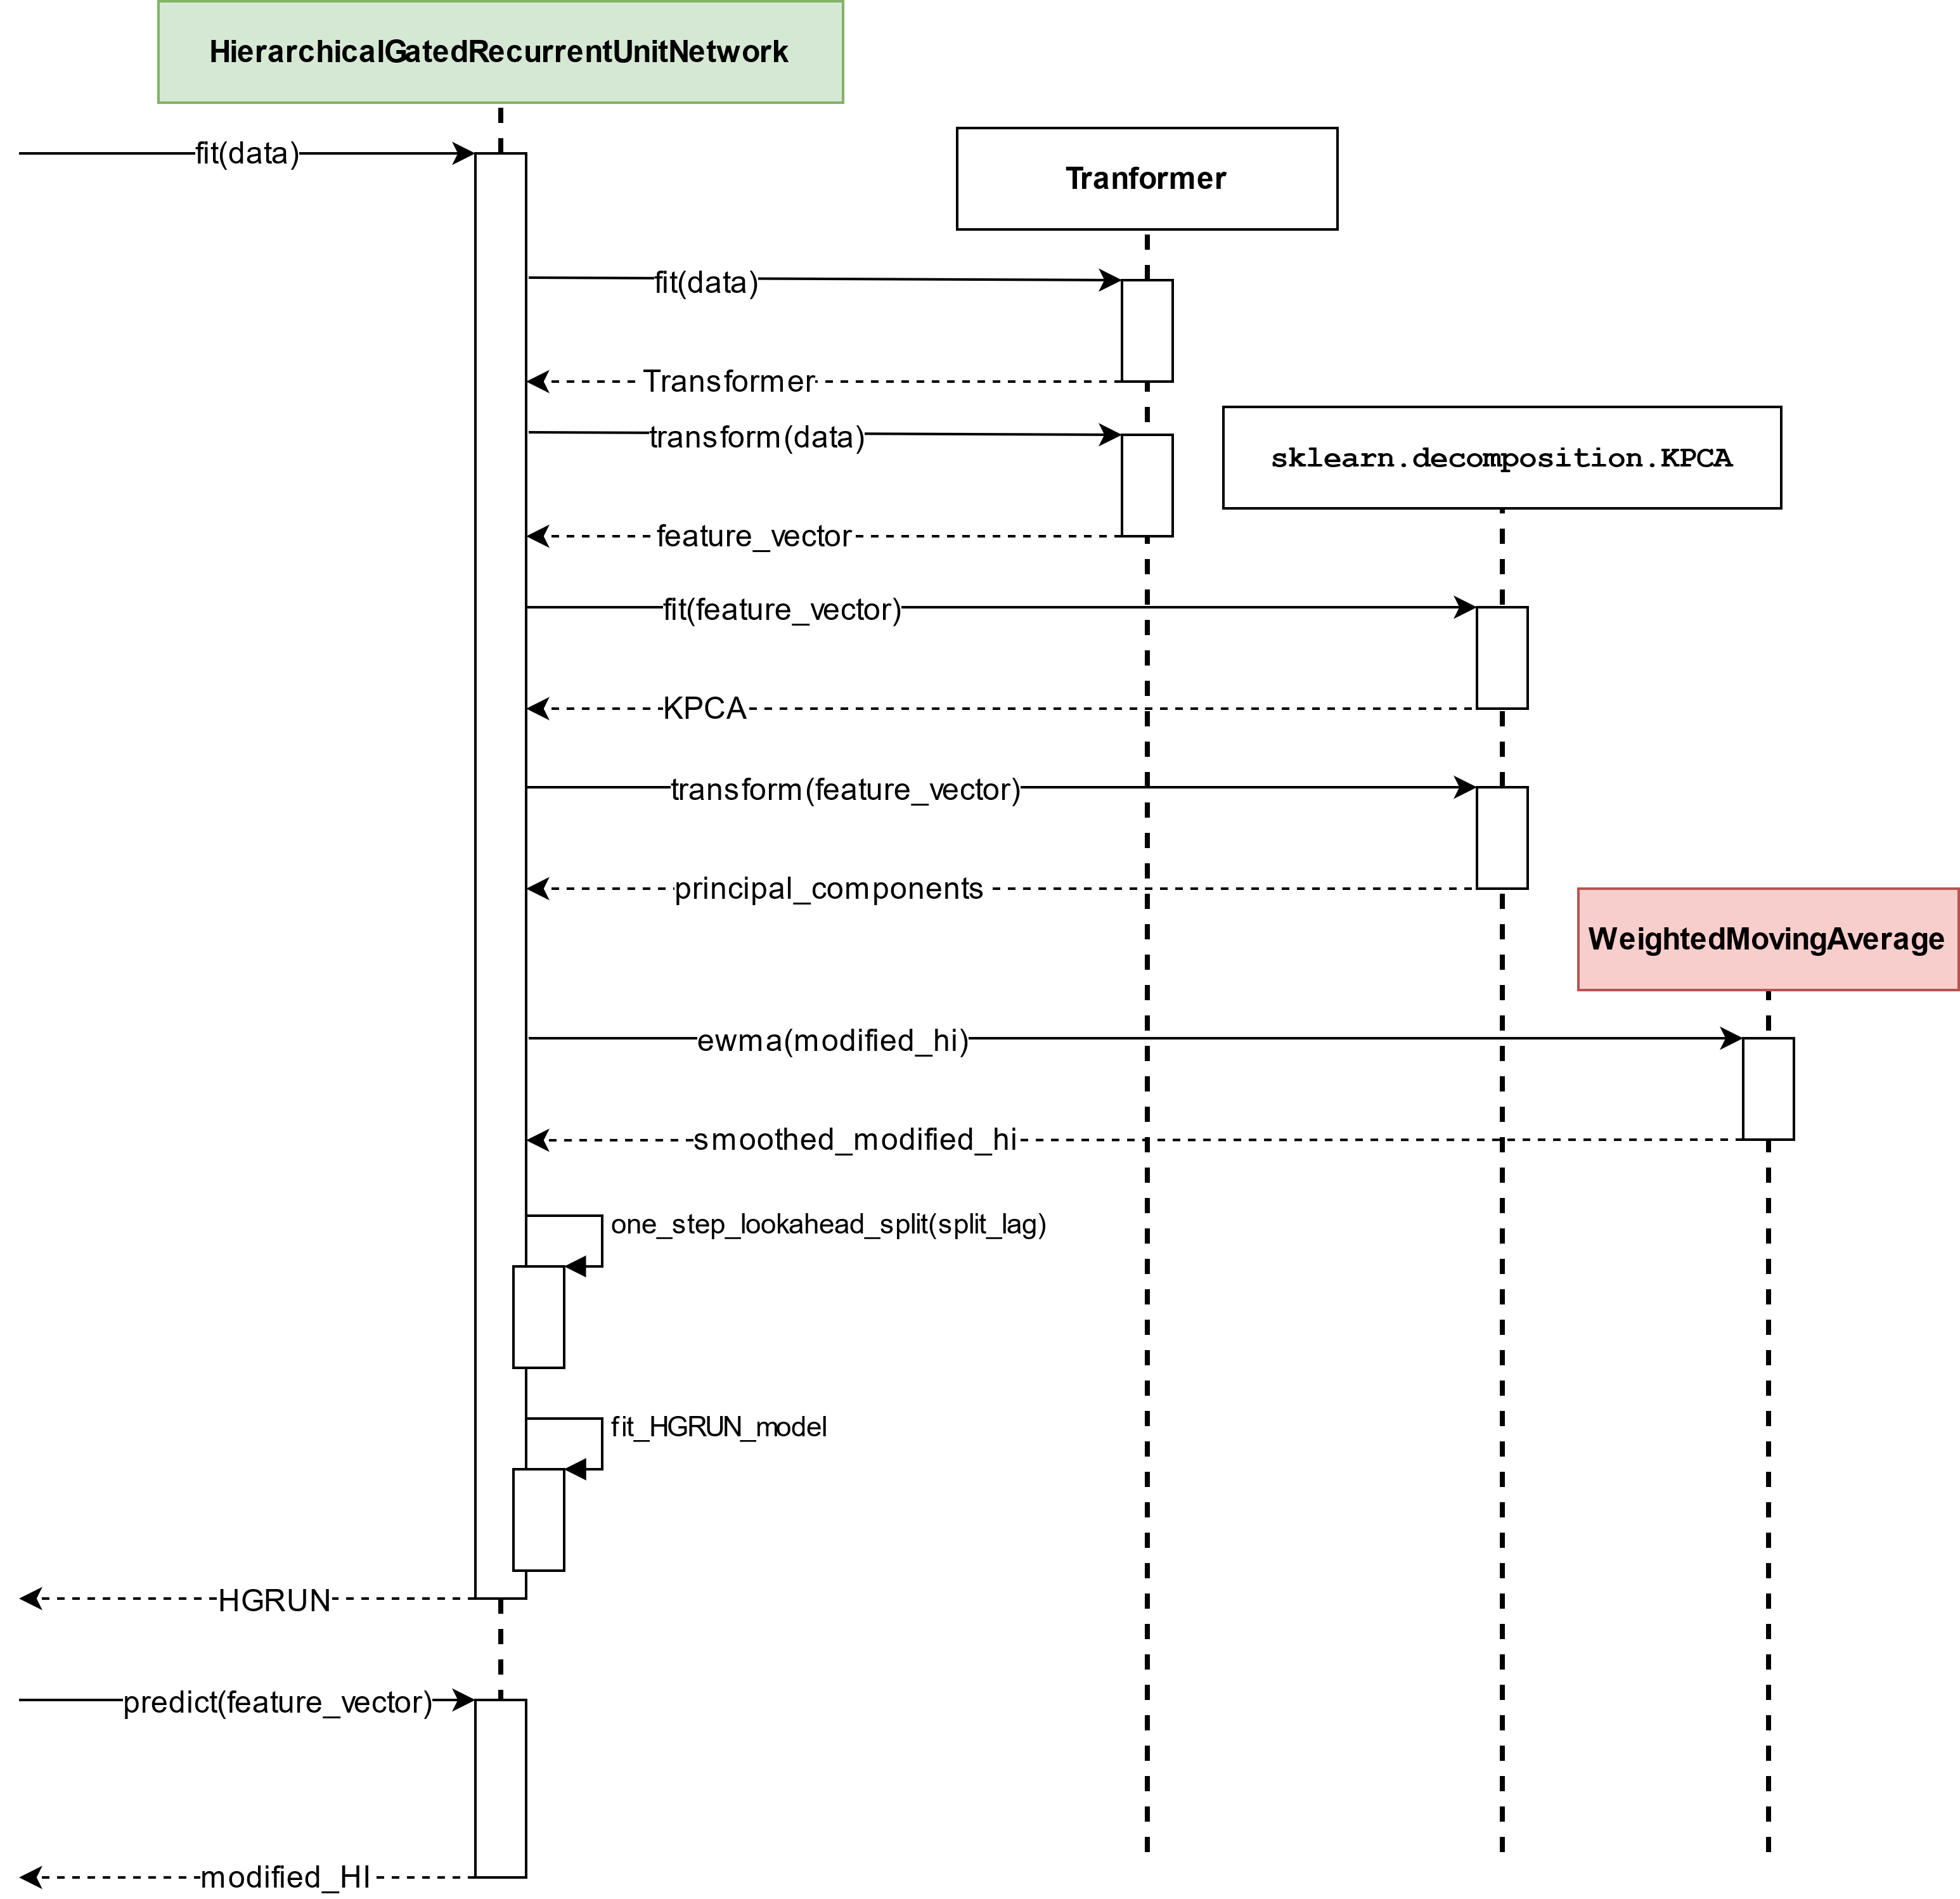 HierarchicalGatedRecurrentUnitNetwork
fit(data)
Tranformer
fit(data)
Transformer
transform(data)
sklearn.decomposition.KPCA
feature_vector
fit(feature_vector)
KPCA
transform(feature_vector)
principal_components
WeightedMovingAverage
ewma(modified_hi)
smoothed_modified_hi
one_step_lookahead_split(split_lag)
fit_HGRUN_model
HGRUN
predict(feature_vector)
modified_HI